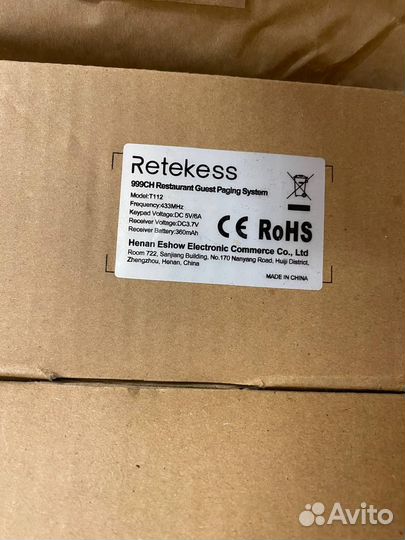 Retekess
999CH Restaurant Guest Paging System
Model:T112
Frequency:433MHz
Keypad Voltage:DC 5V/6A
Receiver Voltage:DC3.7V
Receiver Battery:360mAh
CE RoHS
Henan Eshow Electronic Commerce Co., Ltd
Room 722, Sanjiang Building, No.170 Nanyang Road, Huiji District,
Zhengzhou, Henan, China
MADE IN CHINA
Avito